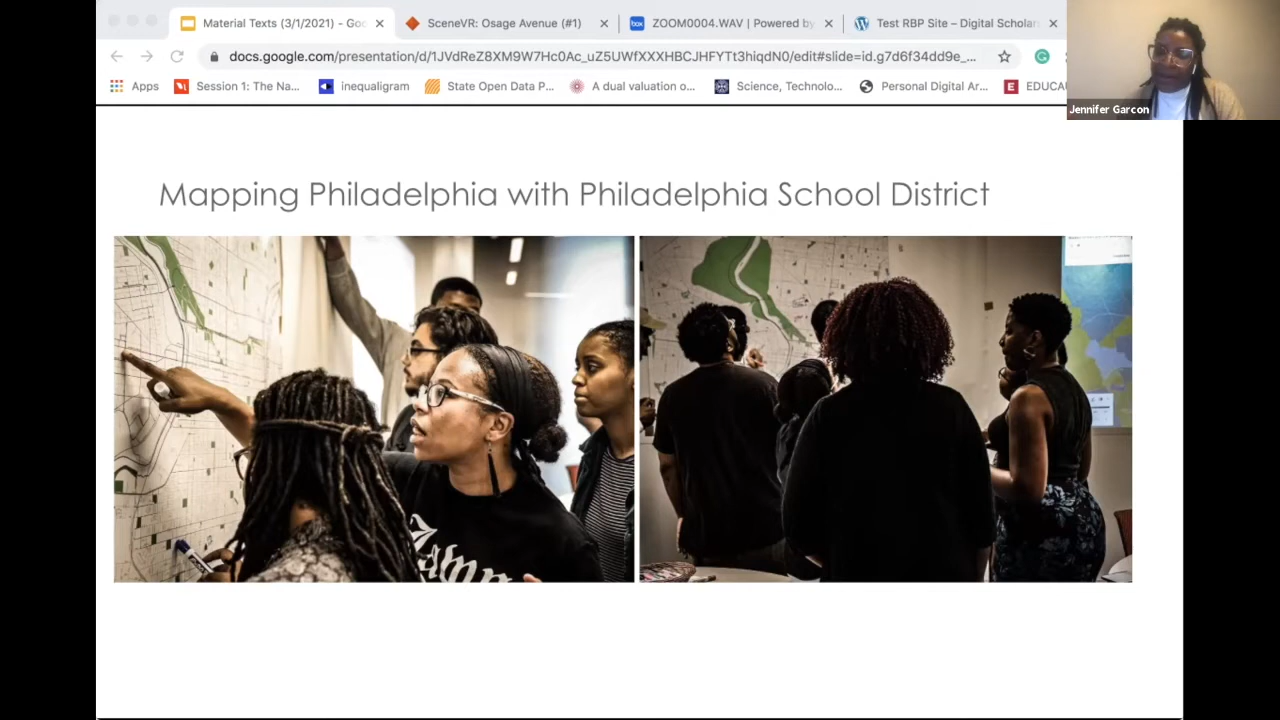 Material Texts (3/1/2021) - Goo
SceneVR: Osage Avenue (#1)
box
ZOOM0004.WAV | Powered by
Test RBP Site – Digital Scholar
docs.google.com/presentation/d/1JVdReZ8XM9W7Hc0Ac_uZ5UWfXXXHBCJHFYTt3hiqdN0/edit#slide=id.g7d6f34dd9e_...
Apps
Session 1: The Na...
inequaligram
State Open Data P...
A dual valuation o...
Science, Technolo...
Personal Digital Ar...
E
EDUCA
Jennifer Garcon
Mapping Philadelphia with Philadelphia School District